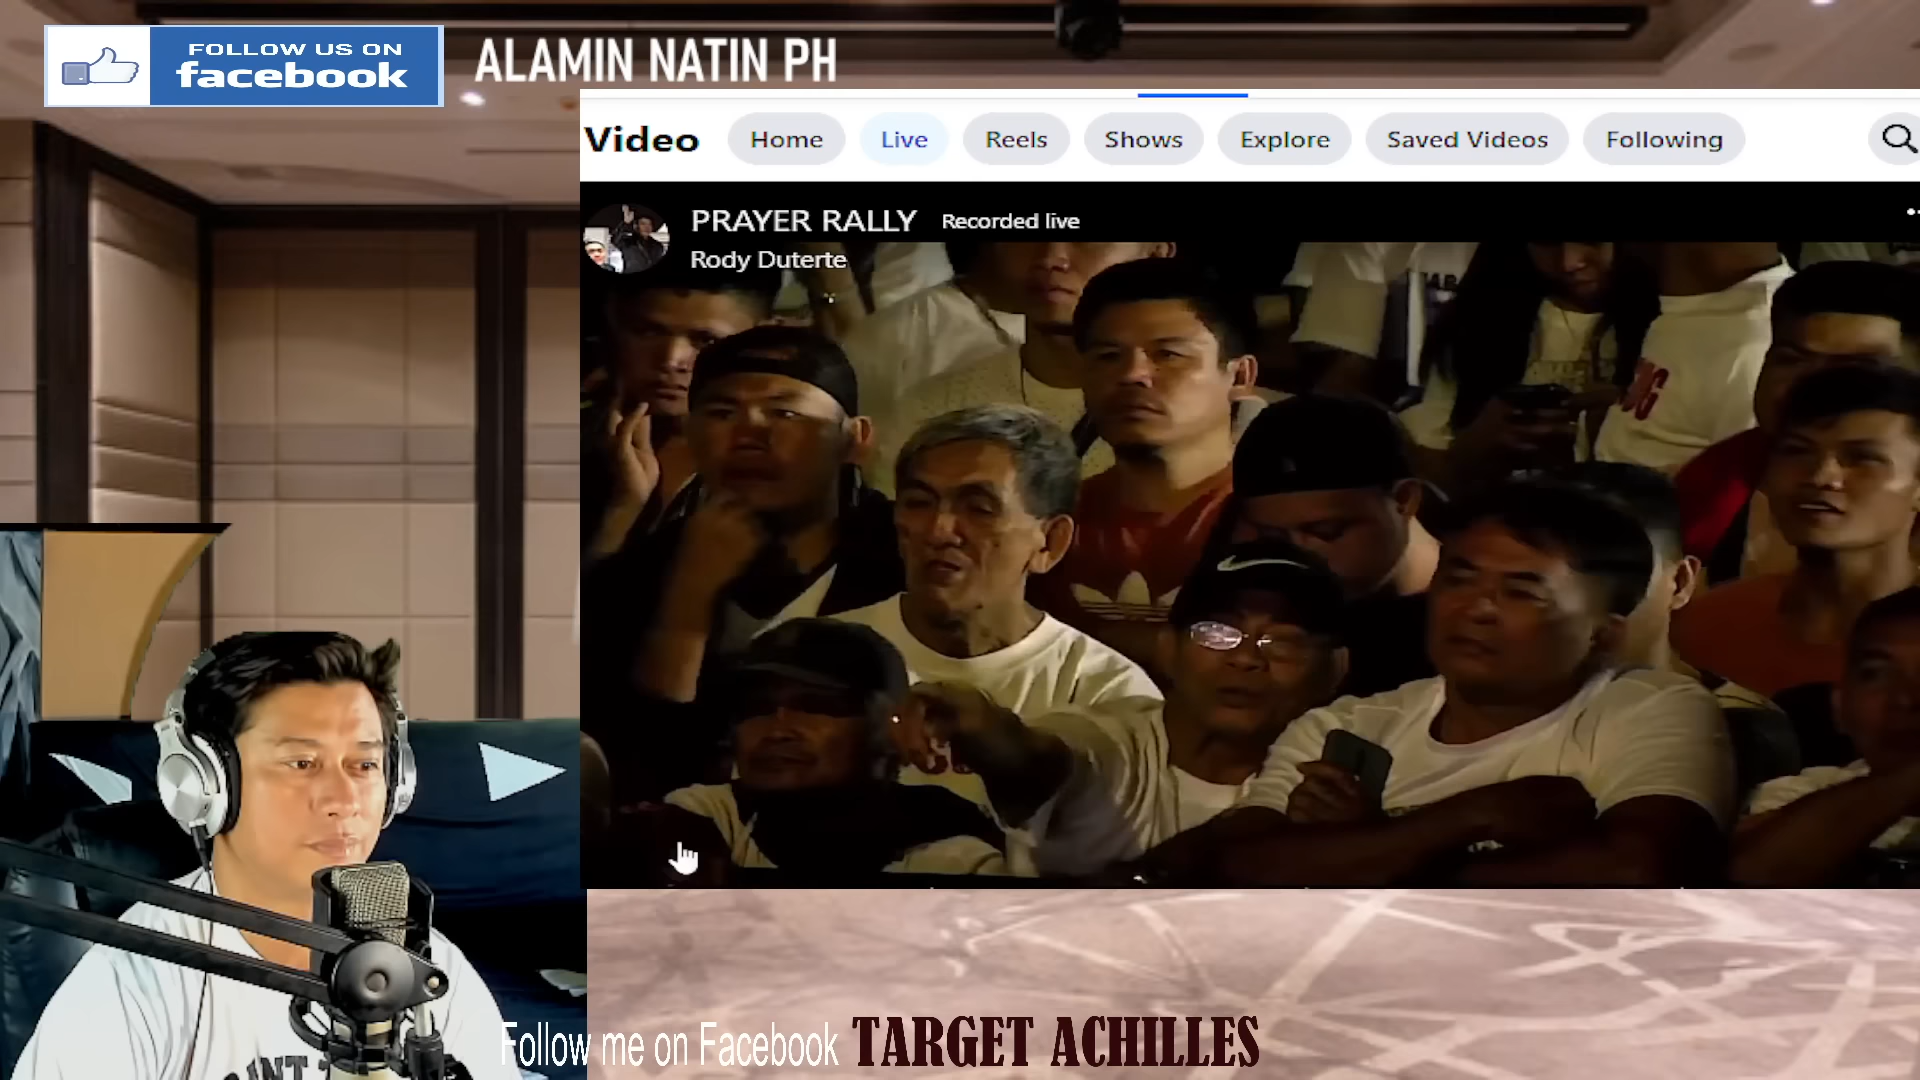 FOLLOW US ON
facebook
ALAMIN NATIN PH
Video
Home
Live
Reels
Shows
Explore
Saved Videos
Following
PRAYER RALLY
Recorded live
Rody Duterte
Follow me on Facebook
TARGET ACHILLES